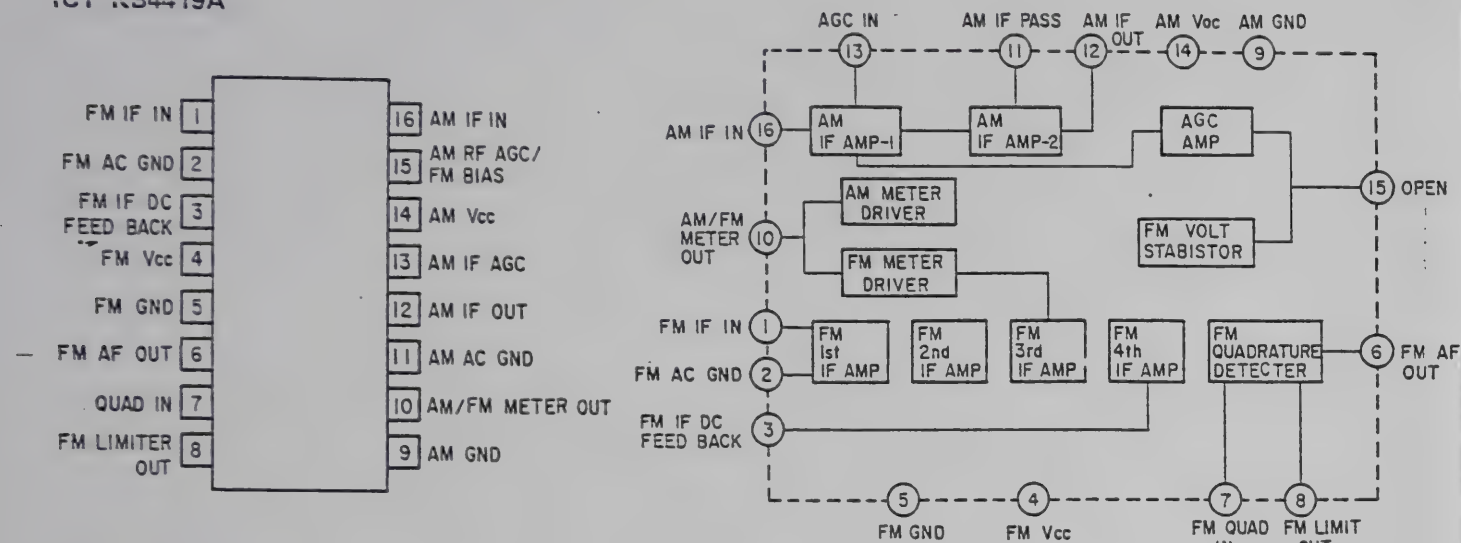 FM IF IN 1
FM AC GND 2
FM IF DC
FEED BACK 3
FM Vcc 4
FM GND 5
FM AF OUT 6
QUAD IN 7
FM LIMITER
OUT 8
16 AM IF IN
15 AM RF AGC/
FM BIAS
14 AM Vcc
13 AM IF AGC
12 AM IF OUT
11 AM AC GND
10 AM/FM METER OUT
9 AM GND
AGC IN
13
AM IF PASS
11
AM IF
OUT
12
AM Voc
14
AM GND
9
AM IF IN 16
AM
IF AMP-1
AM
IF AMP-2
AGC
AMP
15 OPEN
AM METER
DRIVER
AM/FM
METER
OUT
10
FM METER
DRIVER
FM VOLT
STABISTOR
FM IF IN 1
FM AC GND 2
FM
1st
IF AMP
FM
2nd
IF AMP
FM
3rd
IF AMP
FM
4th
IF AMP
FM
QUADRATURE
DETECTER
6 FM AF
OUT
FM IF DC
FEED BACK
3
5
FM GND
4
FM Vcc
7
FM QUAD
8
FM LIMIT